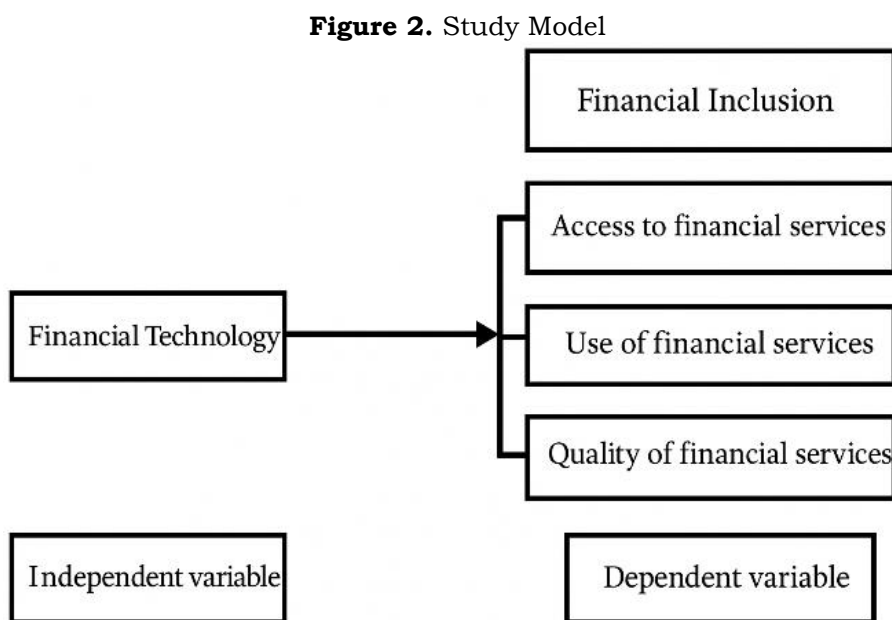 Figure 2. Study Model
Financial Inclusion
Access to financial services
Financial Technology
Use of financial services
Quality of financial services
Independent variable
Dependent variable